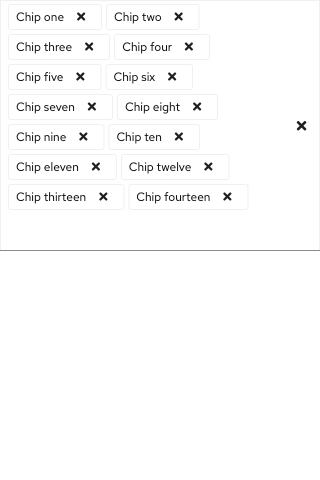 Chip one Chip two
Chip three Chip four
Chip five Chip six
Chip seven Chip eight
Chip nine Chip ten
Chip eleven Chip twelve
Chip thirteen Chip fourteen